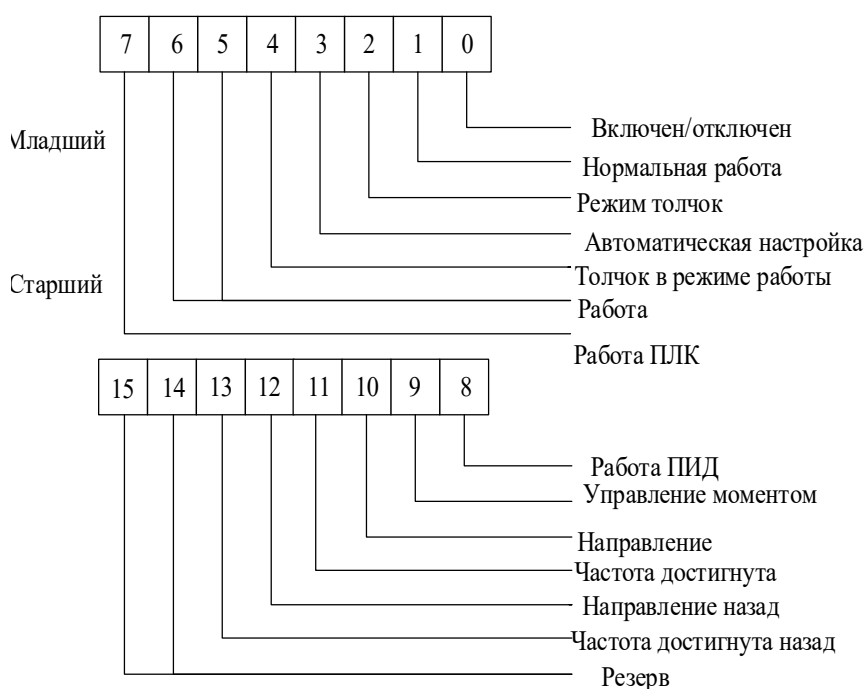 7 6 5 4 3 2 1 0
Включен/отключен
Младший
Нормальная работа
Режим толчок
Автоматическая настройка
Толчок в режиме работы
Старший
Работа
Работа ПЛК
15 14 13 12 11 10 9 8
Работа ПИД
Управление моментом
Направление
Частота достигнута
Направление назад
Частота достигнута назад
Резерв